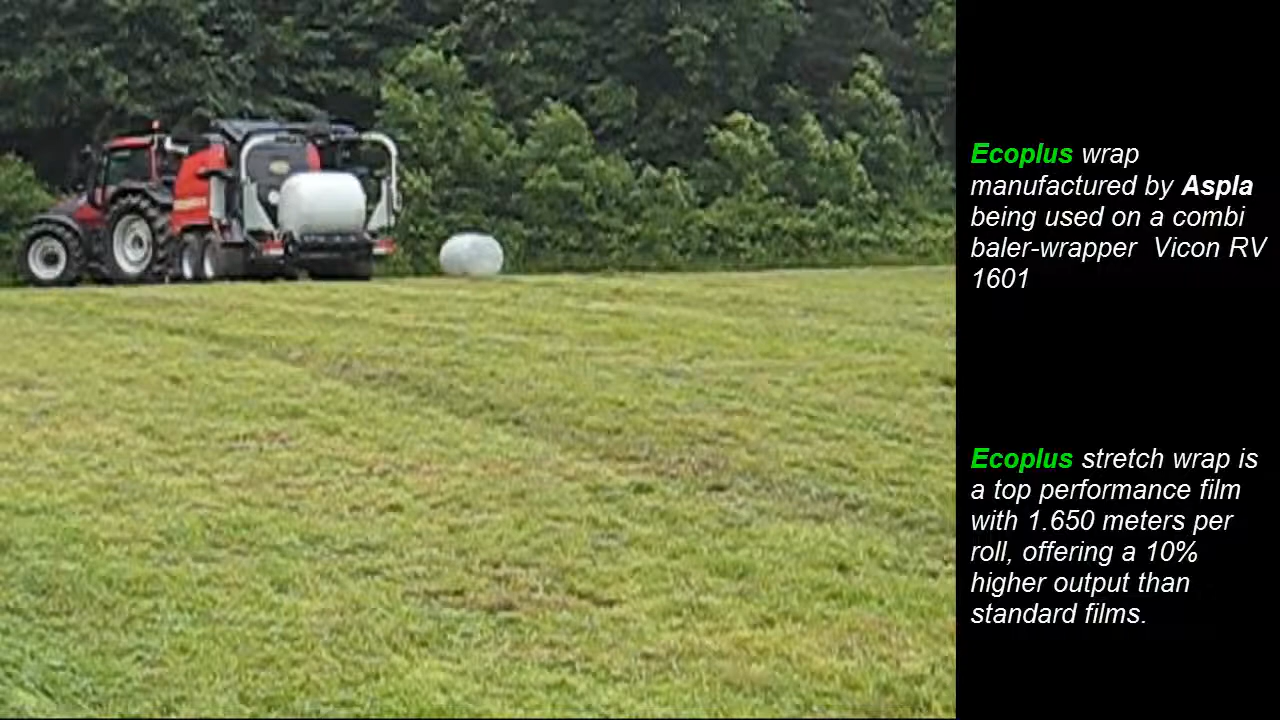 Ecoplus wrap
manufactured by Aspla
being used on a combi
baler-wrapper  Vicon RV
1601
Ecoplus stretch wrap is
a top performance film
with 1.650 meters per
roll, offering a 10%
higher output than
standard films.